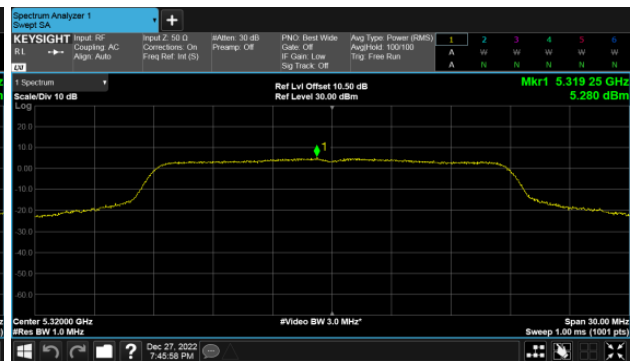 Spectrum Analyzer 1
Swept SA
+
KEYSIGHT Input: RF Input Z: 50 Ω #Atten: 30 dB PNO: Best Wide Avg Type: Power (RMS) 1 2 3 4 5 6
RL Coupling: AC Corrections: On Preamp: Off Gate: Off Avg|Hold: 100/100 A W W W W W
Align: Auto Freq Ref: Int (S) IF Gain: Low Trig: Free Run A N N N N N
Sig Track: Off
LXI
1 Spectrum
Scale/Div 10 dB
Ref Lvl Offset 10.50 dB
Ref Level 30.00 dBm
Mkr1 5.319 25 GHz
5.280 dBm
Log
20.0
10.0
1
0.00
-10.0
-20.0
-30.0
-40.0
-50.0
-60.0
Center 5.32000 GHz #Video BW 3.0 MHz* Span 30.00 MHz
#Res BW 1.0 MHz Sweep 1.00 ms (1001 pts)
? Dec 27, 2022
7:45:58 PM